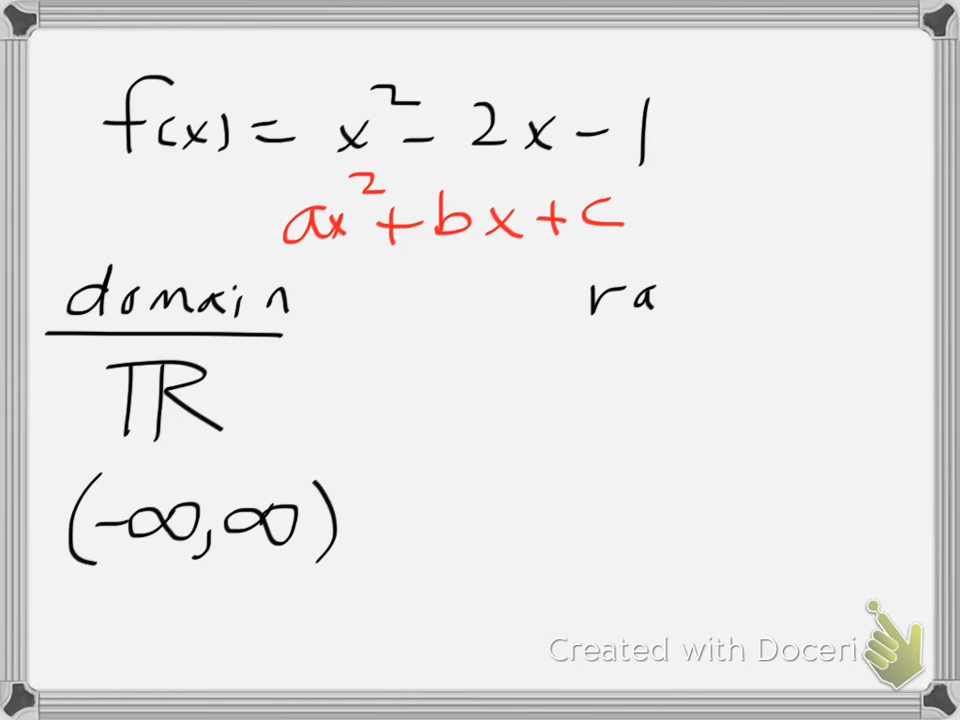 f(x) = x² - 2x - 1
ax² + bx + c
domain
ra
ℝ
(-∞, ∞)
Created with Doceri